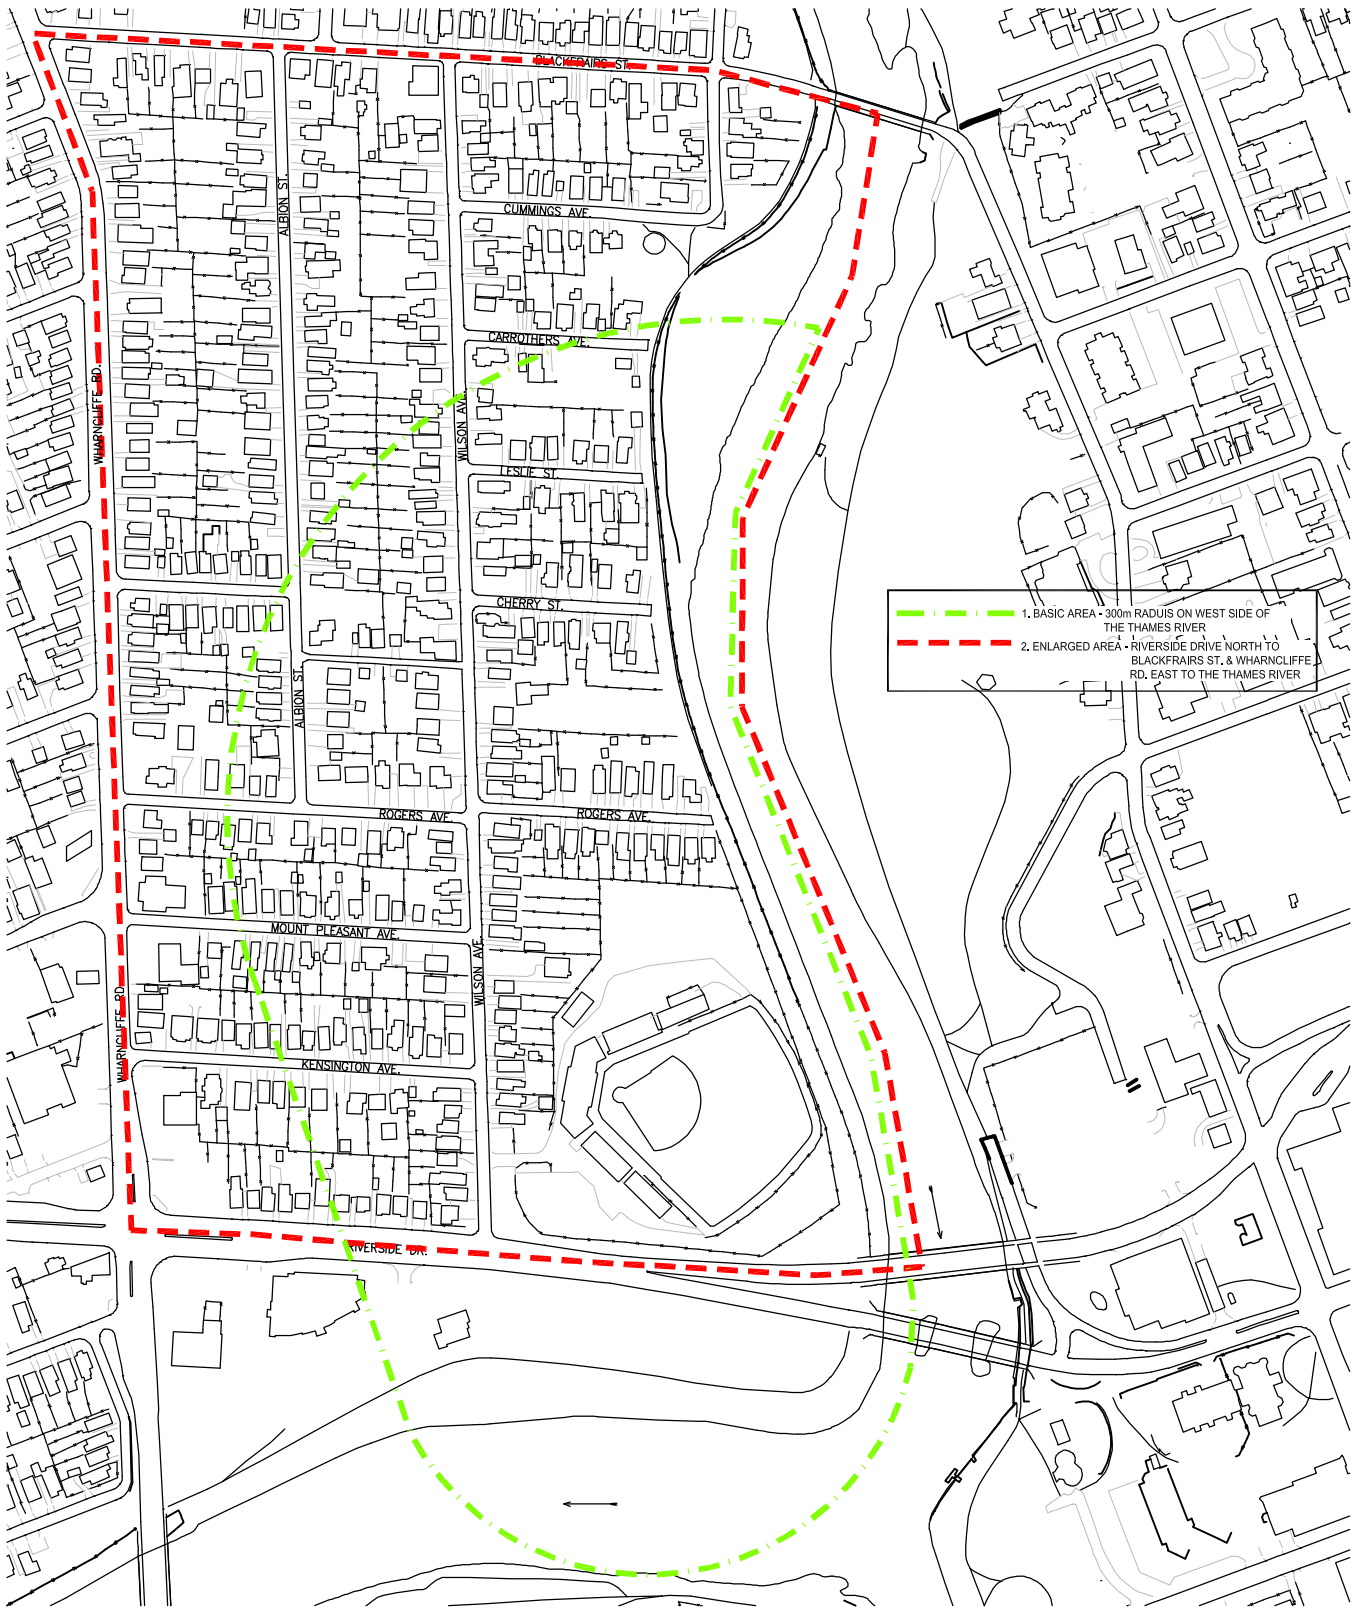 BLACKFRAIRS ST.
ALBION ST.
CUMMINGS AVE.
CARROTHERS AVE.
WHARNCLIFFE RD.
WILSON AVE.
LESLIE ST.
CHERRY ST.
1. BASIC AREA - 300m RADUIS ON WEST SIDE OF
THE THAMES RIVER
2. ENLARGED AREA - RIVERSIDE DRIVE NORTH TO
BLACKFRAIRS ST. & WHARNCLIFFE
RD. EAST TO THE THAMES RIVER
ALBION ST.
ROGERS AVE.
ROGERS AVE.
MOUNT PLEASANT AVE.
WILSON AVE.
WHARNCLIFFE RD.
KENSINGTON AVE.
RIVERSIDE DR.